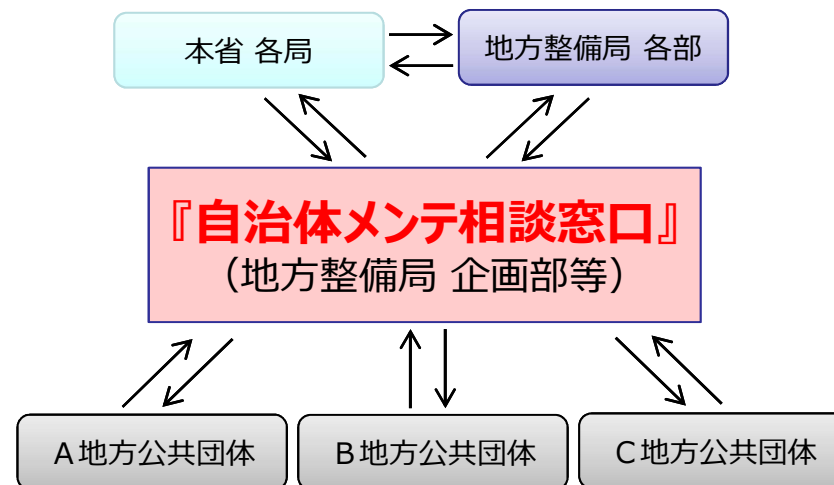 本省 各局
地方整備局 各部
『自治体メンテ相談窓口』
（地方整備局 企画部等）
A地方公共団体
B地方公共団体
C地方公共団体